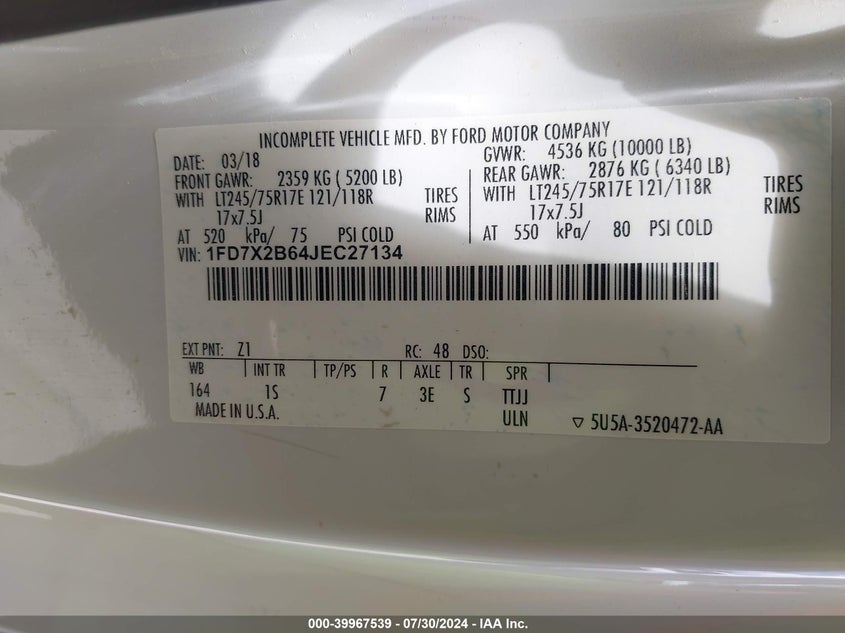 INCOMPLETE VEHICLE MFD. BY FORD MOTOR COMPANY
DATE: 03/18 GVWR: 4536 KG (10000 LB)
FRONT GAWR: 2359 KG ( 5200 LB) REAR GAWR: 2876 KG ( 6340 LB)
WITH LT245/75R17E 121/118R TIRES WITH LT245/75R17E 121/118R TIRES
17x7.5J RIMS 17x7.5J RIMS
AT 520 kPa/ 75 PSI COLD AT 550 kPa/ 80 PSI COLD
VIN: 1FD7X2B64JEC27134
EXT PNT: Z1 RC: 48 DSO:
WB INT TR TP/PS R AXLE TR SPR
164 1S 7 3E S TTJJ
MADE IN U.S.A. ULN ▽ 5U5A-3520472-AA
000-39967539 - 07/30/2024 - IAA Inc.